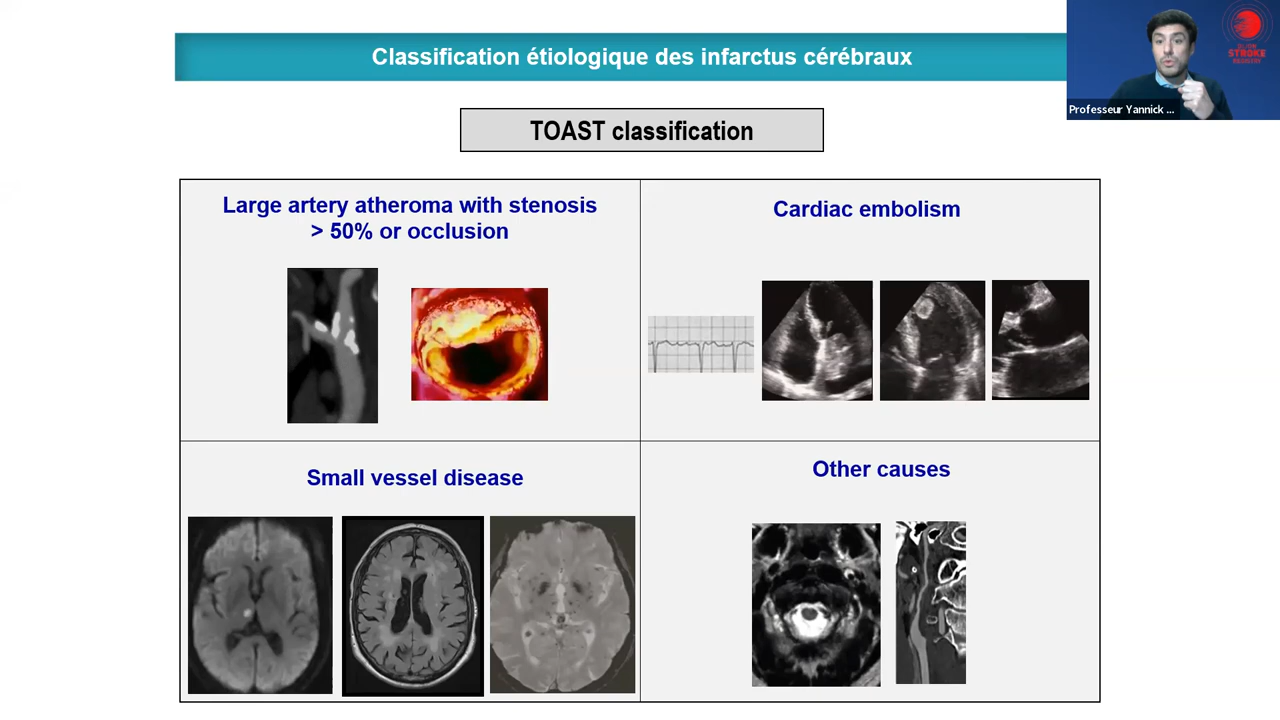 Classification étiologique des infarctus cérébraux
STROKE
REGISTRY
Professeur Yannick ...
TOAST classification
Large artery atheroma with stenosis
> 50% or occlusion
Cardiac embolism
Small vessel disease
Other causes